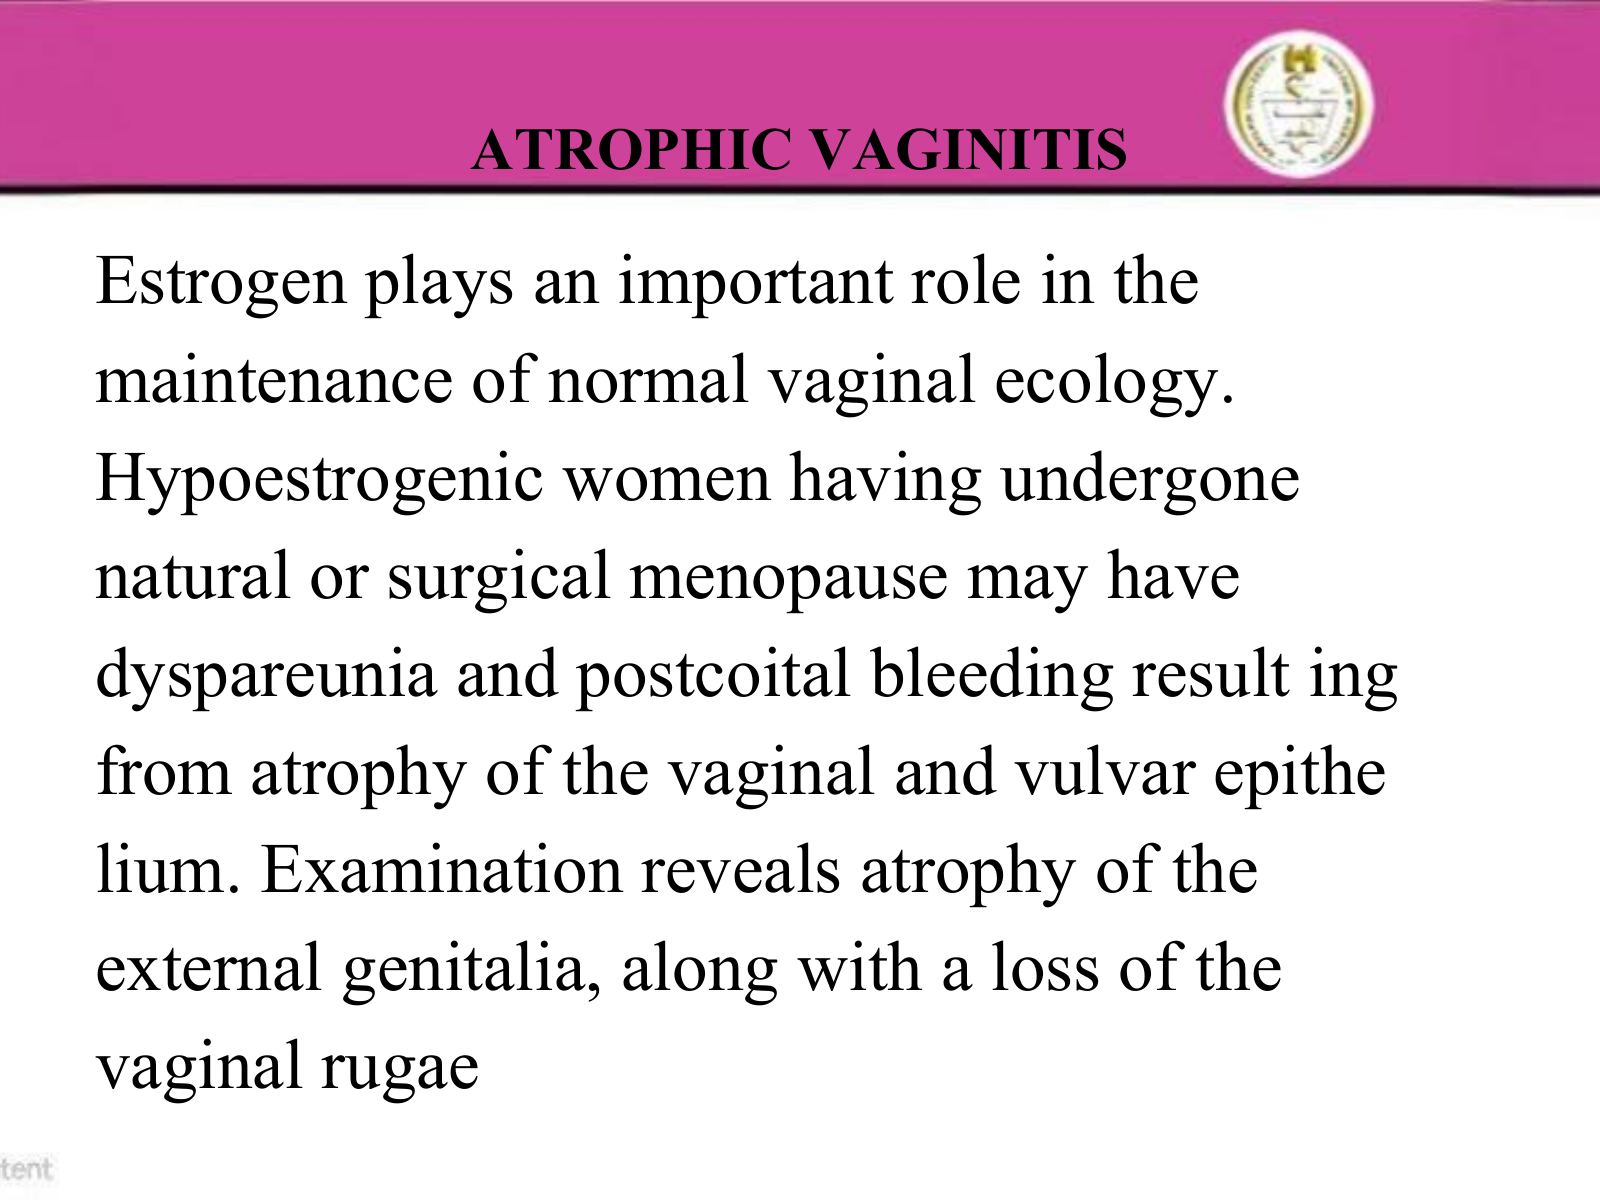 ATROPHIC VAGINITIS
Estrogen plays an important role in the
maintenance of normal vaginal ecology.
Hypoestrogenic women having undergone
natural or surgical menopause may have
dyspareunia and postcoital bleeding result ing
from atrophy of the vaginal and vulvar epithe
lium. Examination reveals atrophy of the
external genitalia, along with a loss of the
vaginal rugae
tent